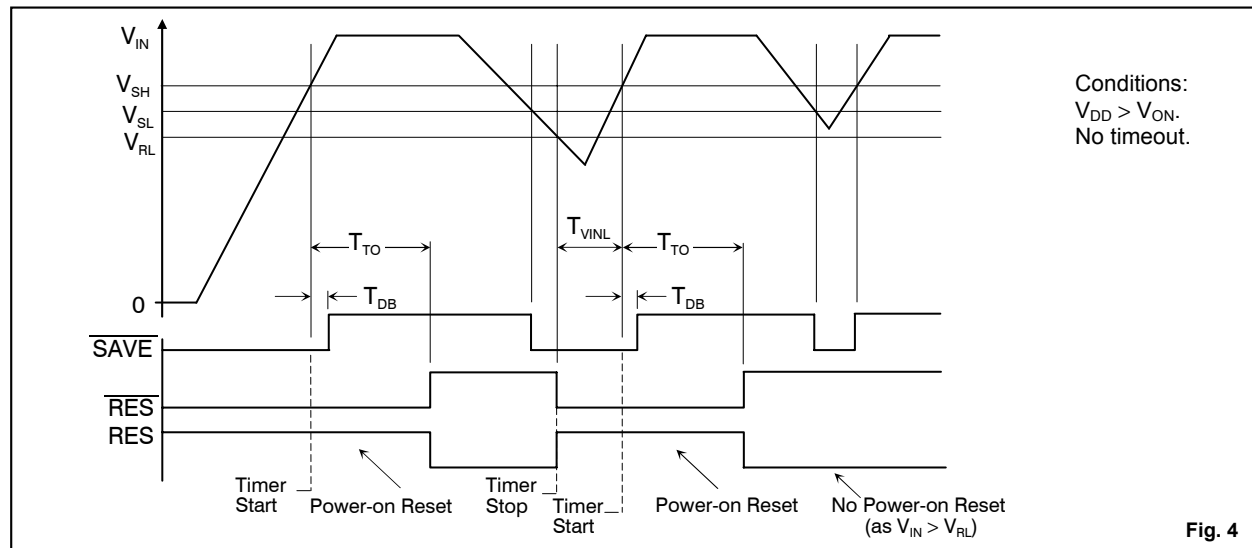 V_IN
V_SH
V_SL
V_RL
Conditions:
V_DD > V_ON.
No timeout.
T_TO
T_VINL
T_TO
0
T_DB
T_DB
SAVE
RES
RES
Timer
Start
Power-on Reset
Timer
Stop
Timer
Start
Power-on Reset
No Power-on Reset
(as V_IN > V_RL)
Fig. 4